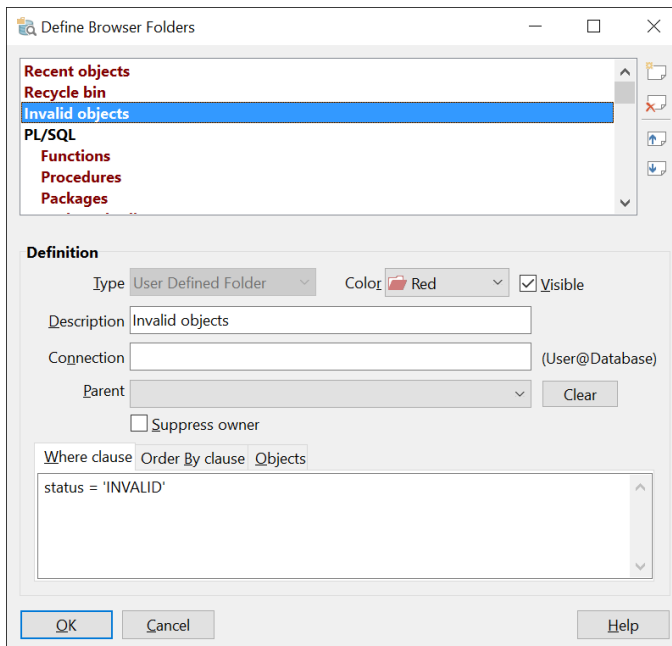 Define Browser Folders
Recent objects
Recycle bin
Invalid objects
PL/SQL
Functions
Procedures
Packages
Definition
Type User Defined Folder Color Red Visible
Description Invalid objects
Connection (User@Database)
Parent Clear
Suppress owner
Where clause Order By clause Objects
status = 'INVALID'
OK Cancel Help